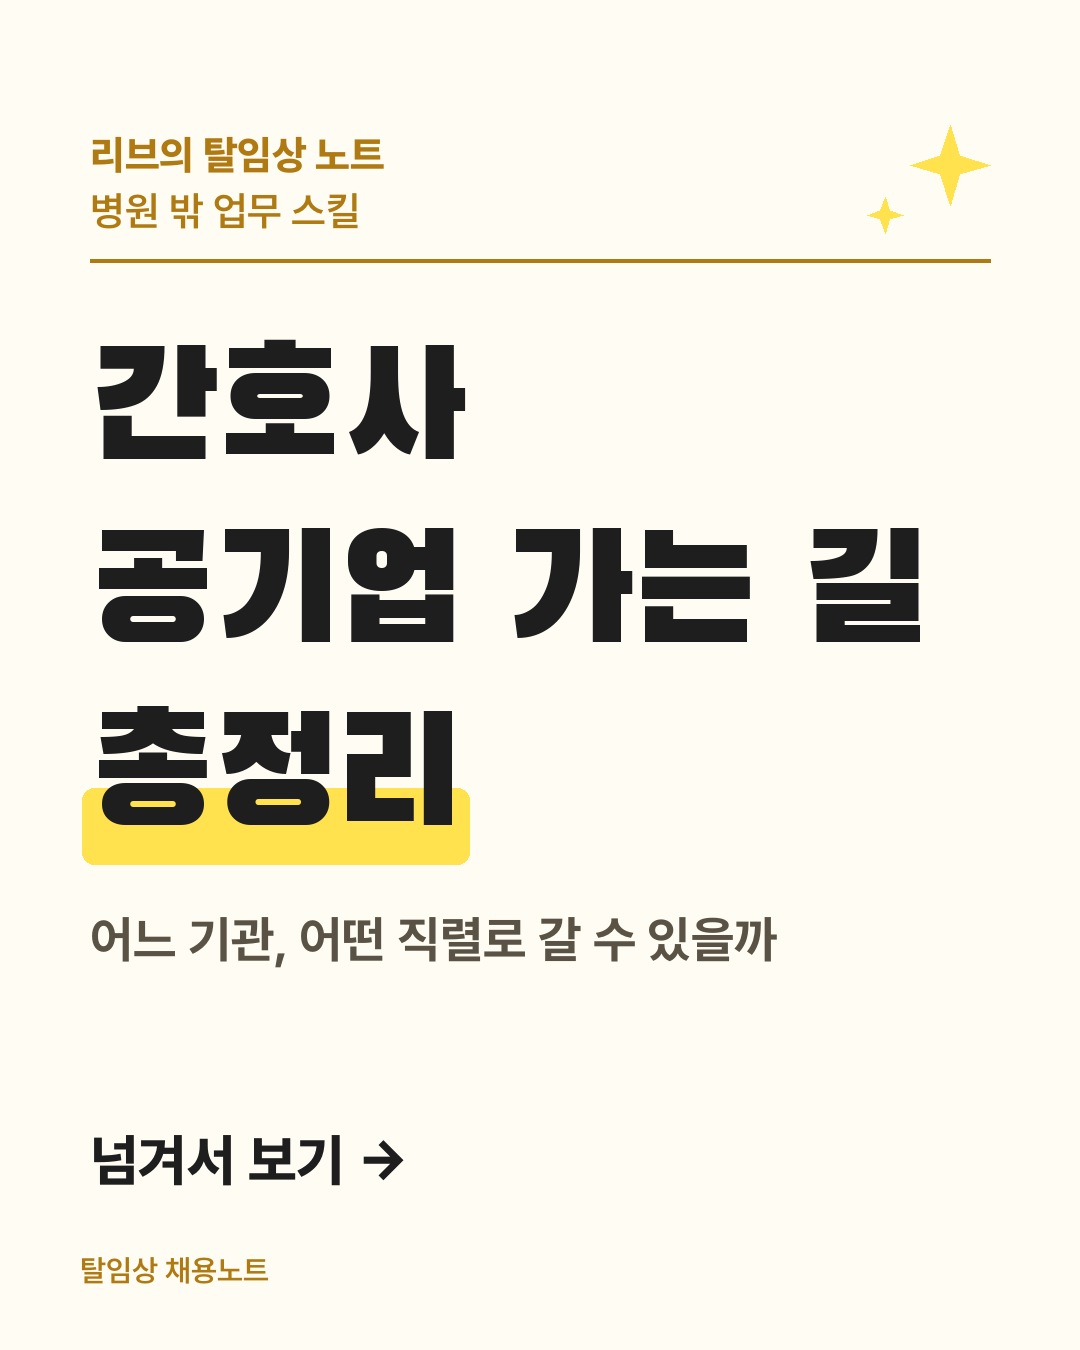 리브의 탈임상 노트
병원 밖 업무 스킬
간호사
공기업 가는 길
총정리
어느 기관, 어떤 직렬로 갈 수 있을까
넘겨서 보기 →
탈임상 채용노트